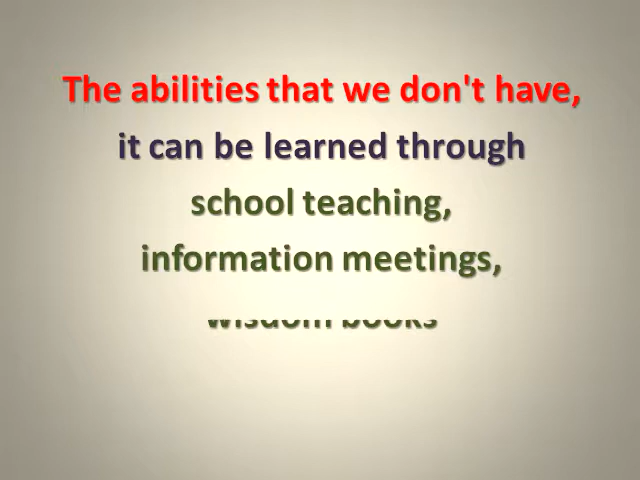 The abilities that we don't have,
it can be learned through
school teaching,
information meetings,
wisdom books